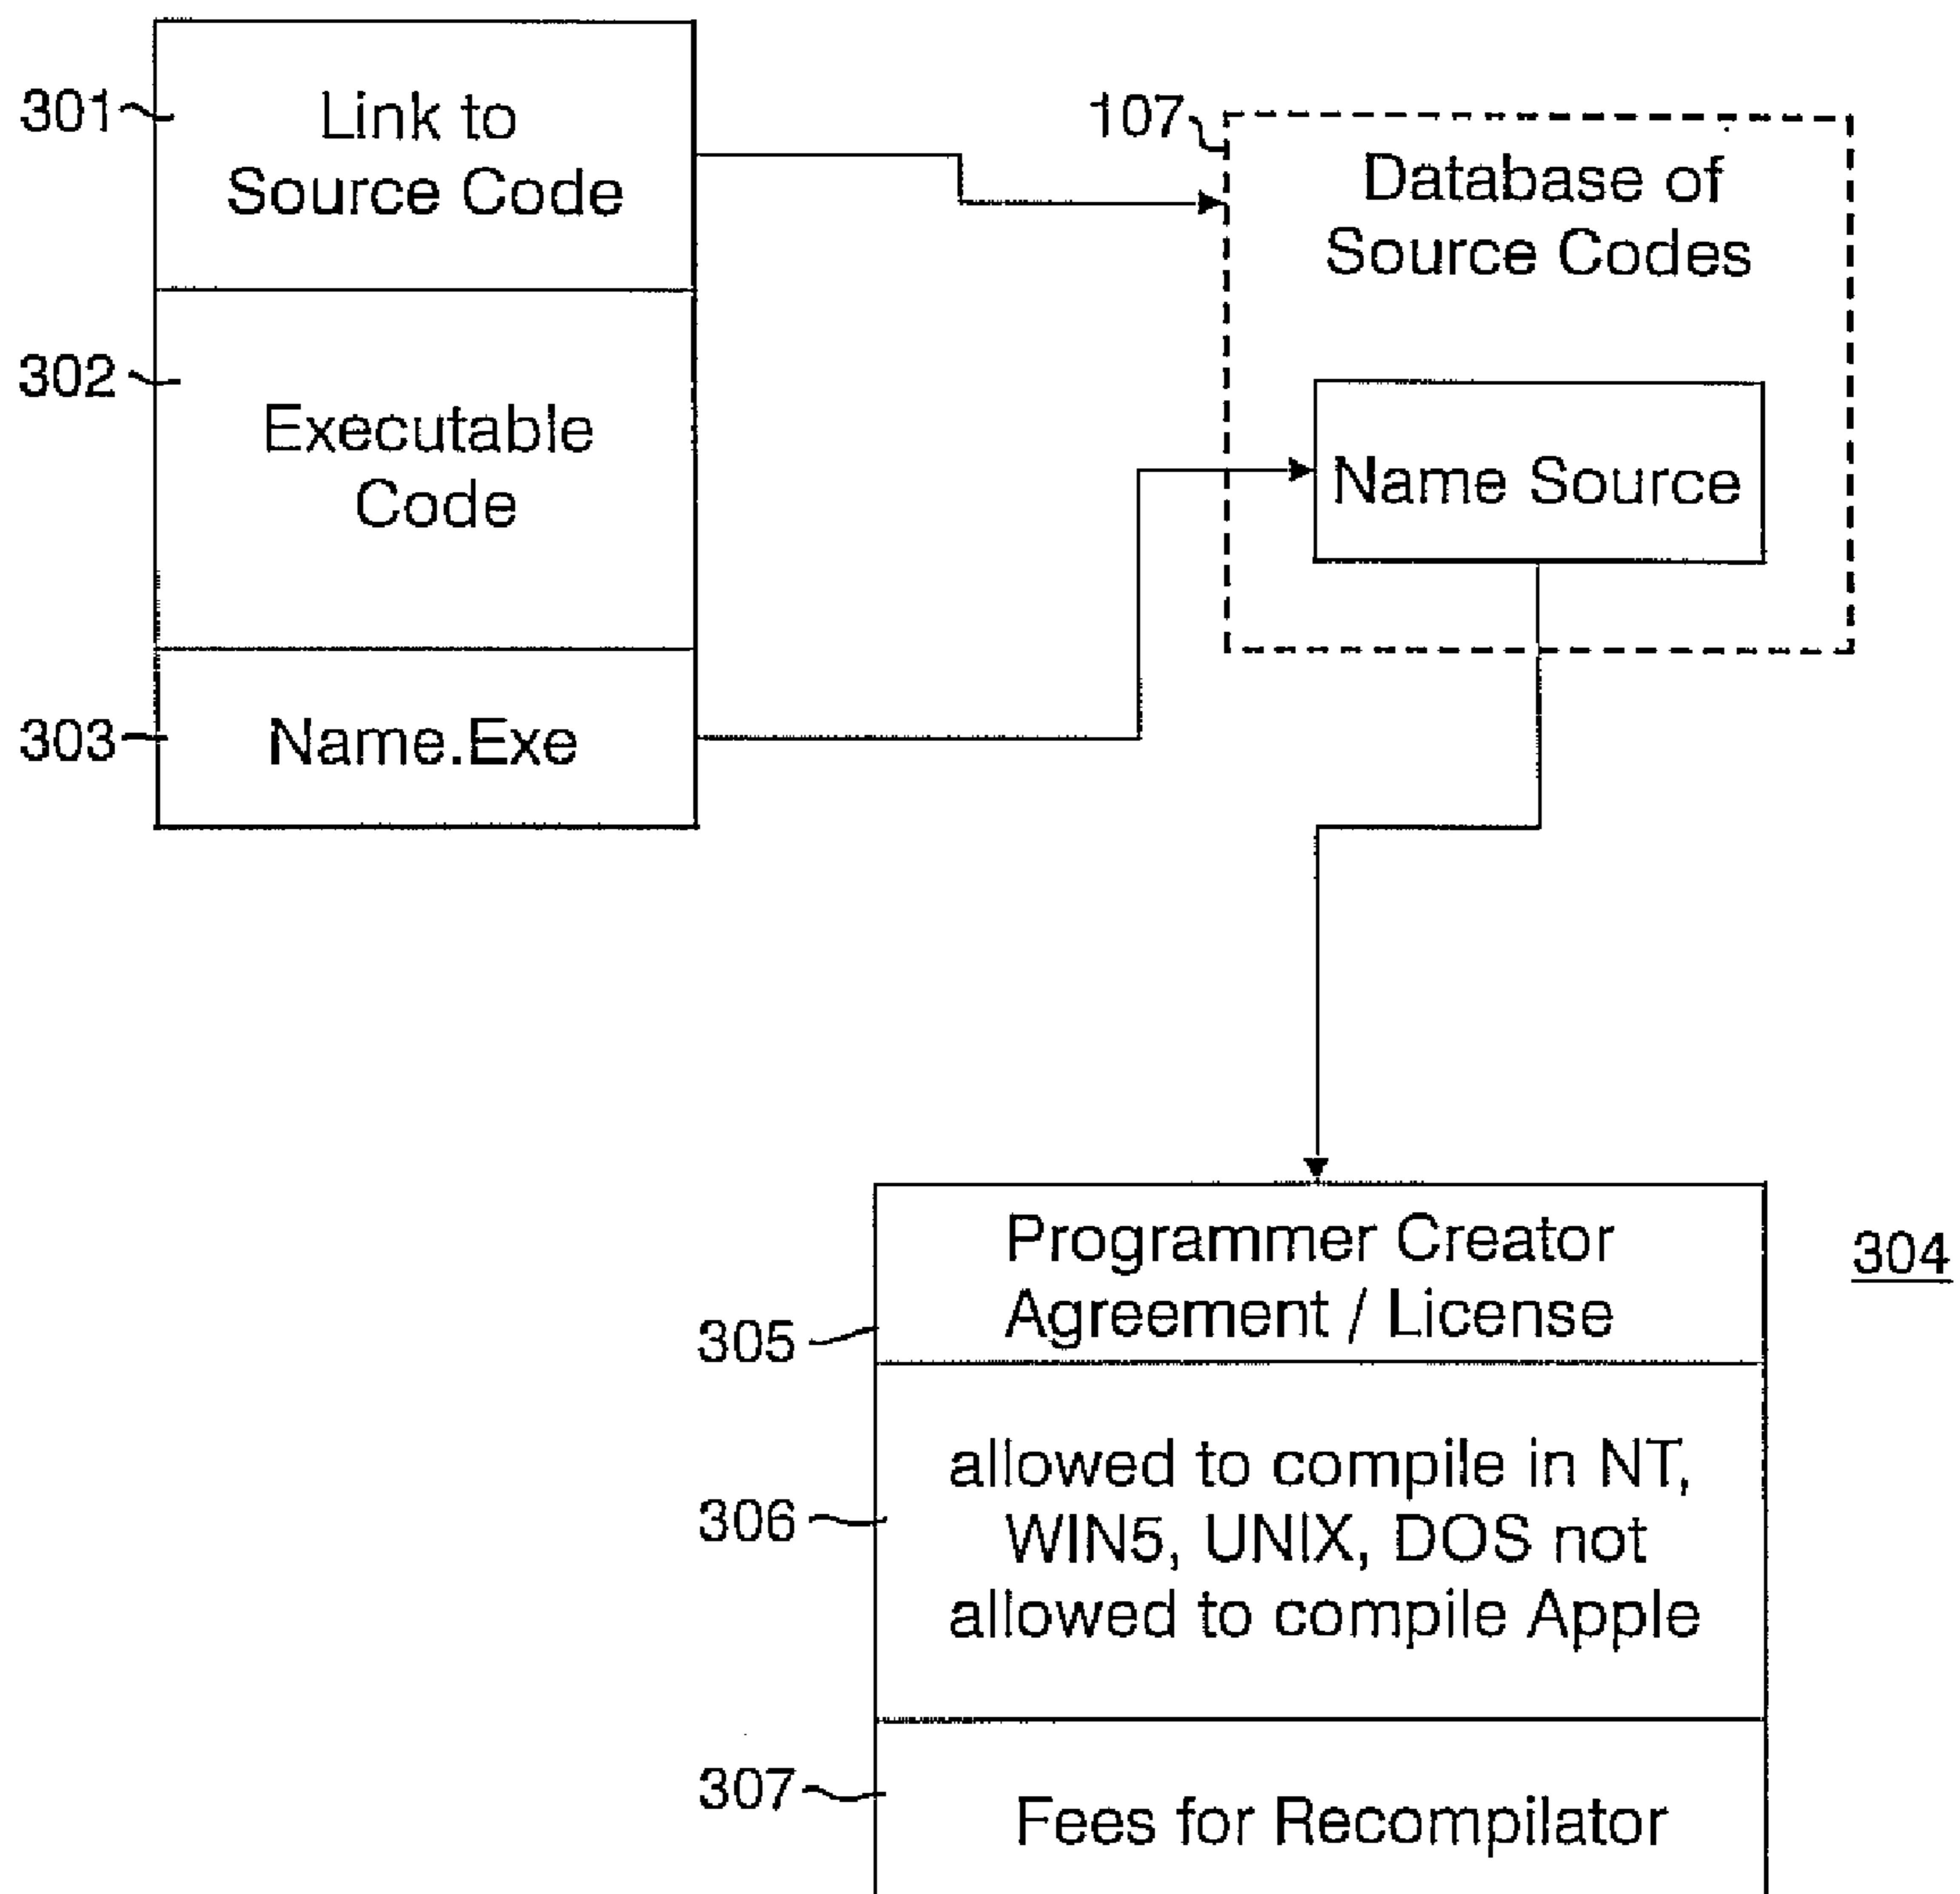 301
Link to
Source Code
107
Database of
Source Codes
302
Executable
Code
Name Source
303
Name.Exe
Programmer Creator
Agreement / License
304
305
allowed to compile in NT,
WIN5, UNIX, DOS not
allowed to compile Apple
306
307
Fees for Recompilator